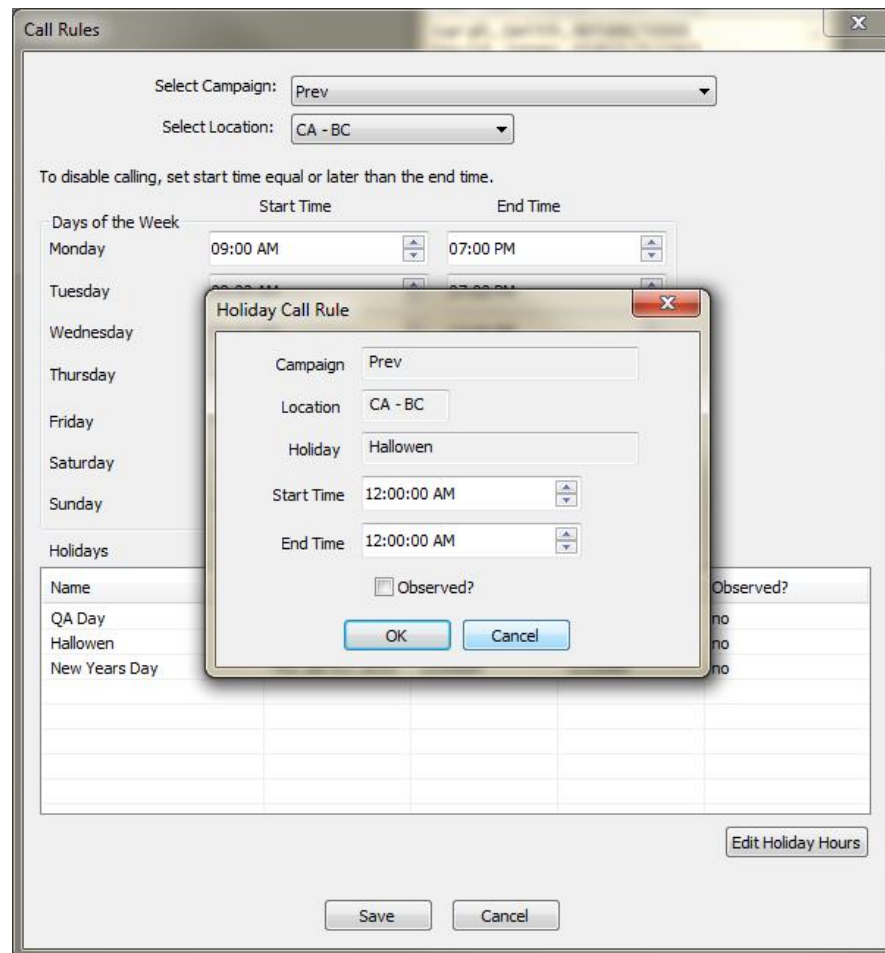 Call Rules
Select Campaign: Prev
Select Location: CA - BC
To disable calling, set start time equal or later than the end time.
Start Time End Time
Days of the Week
Monday 09:00 AM 07:00 PM
Tuesday
Holiday Call Rule
Wednesday
Campaign Prev
Thursday
Location CA - BC
Friday
Holiday Hallowen
Saturday
Start Time 12:00:00 AM
Sunday
End Time 12:00:00 AM
Holidays
Name Observed?
Observed?
QA Day no
OK Cancel
Hallowen no
New Years Day no
Edit Holiday Hours
Save Cancel